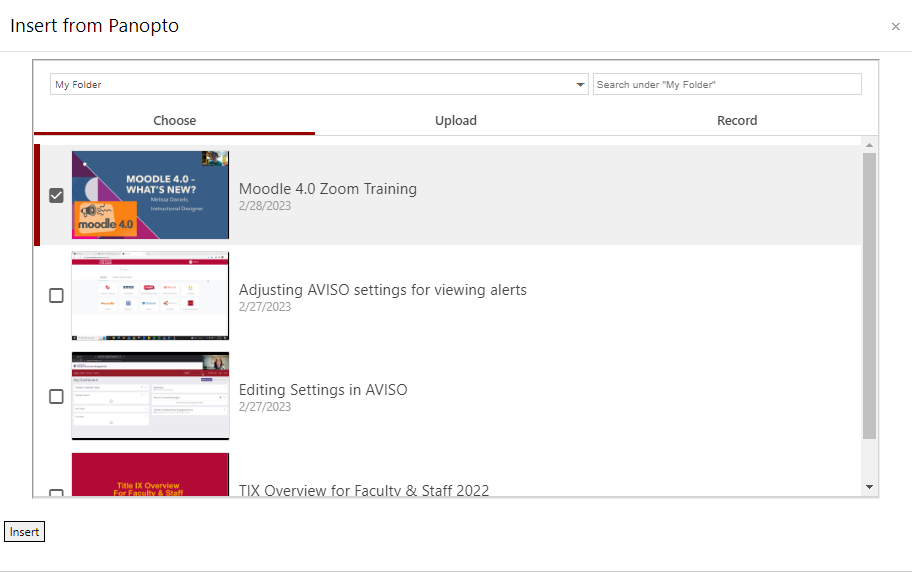 Insert from Panopto
×
My Folder
Search under "My Folder"
Choose
Upload
Record
MOODLE 4.0 -
WHAT'S NEW?
Melissa Daniels,
Instructional Designer
moodle 4.0
Moodle 4.0 Zoom Training
2/28/2023
Adjusting AVISO settings for viewing alerts
2/27/2023
My Dashboard
Editing Settings in AVISO
2/27/2023
Title IX Overview
For Faculty & Staff
TIX Overview for Faculty & Staff 2022
Insert